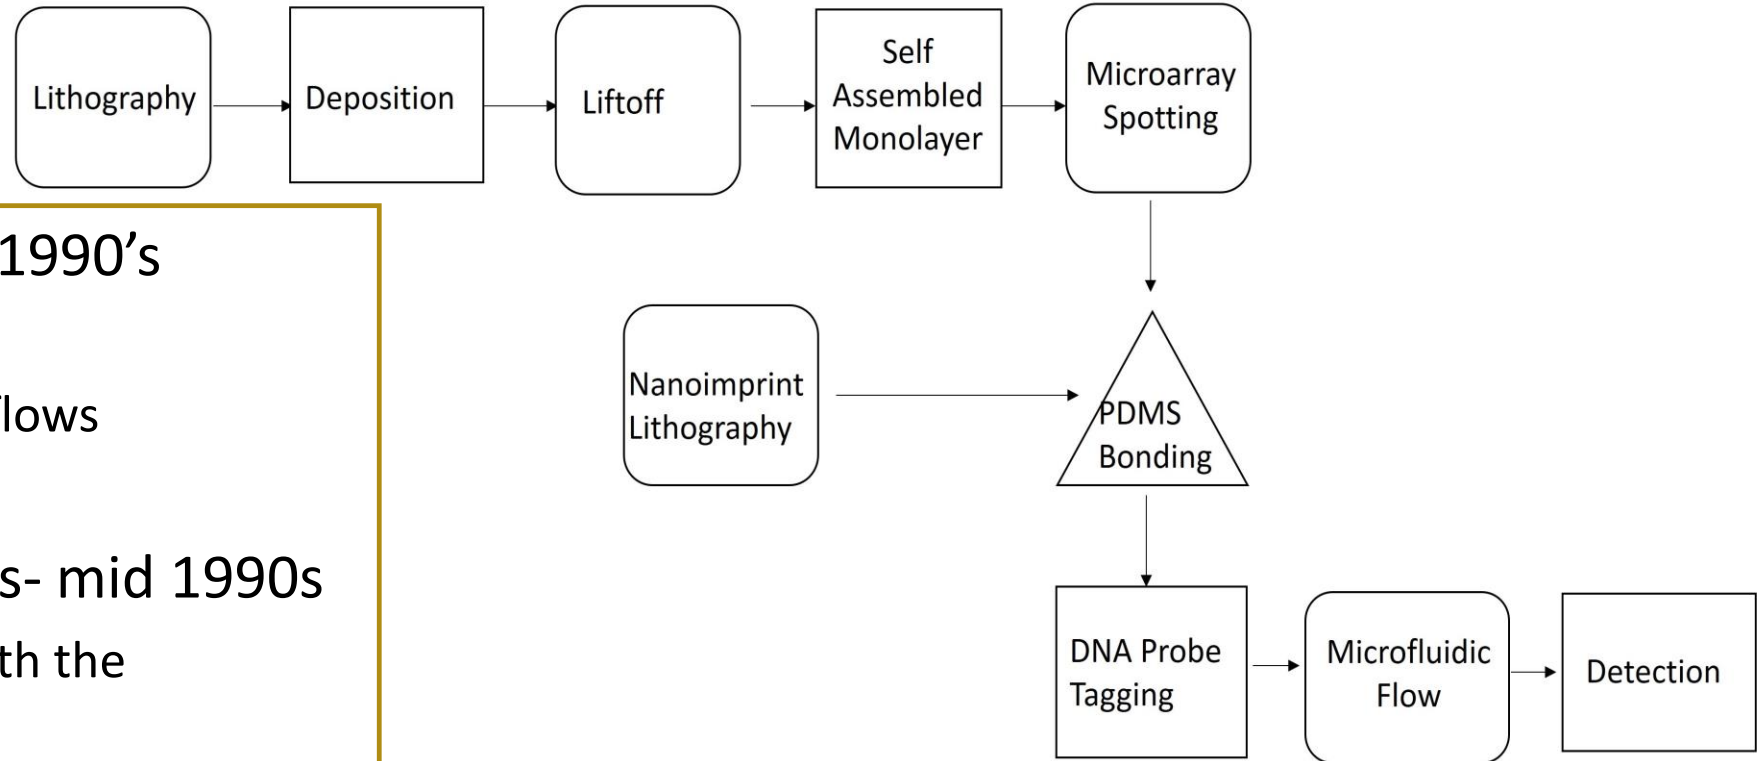 Lithography
Deposition
Liftoff
Self
Assembled
Monolayer
Microarray
Spotting
1990’s
lows
s- mid 1990s
th the
Nanoimprint
Lithography
PDMS
Bonding
DNA Probe
Tagging
Microfluidic
Flow
Detection